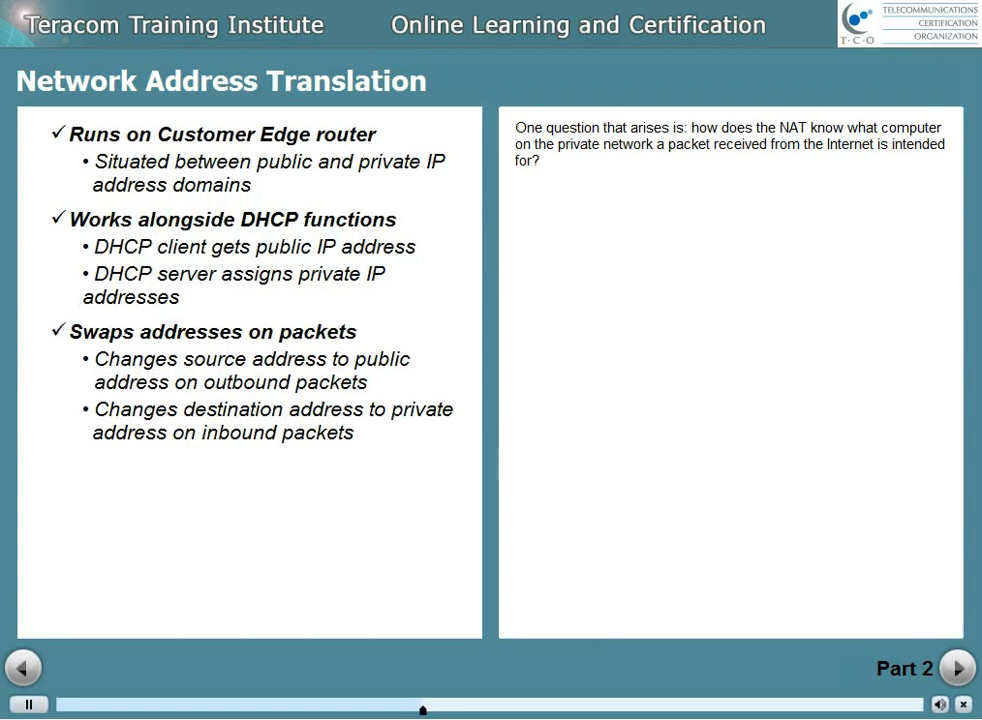 Teracom Training Institute
Online Learning and Certification
TELECOMMUNICATIONS
CERTIFICATION
ORGANIZATION
T·C·O
Network Address Translation
✓ Runs on Customer Edge router
• Situated between public and private IP
address domains
✓ Works alongside DHCP functions
• DHCP client gets public IP address
• DHCP server assigns private IP
addresses
✓ Swaps addresses on packets
• Changes source address to public
address on outbound packets
• Changes destination address to private
address on inbound packets
One question that arises is: how does the NAT know what computer
on the private network a packet received from the Internet is intended
for?
Part 2